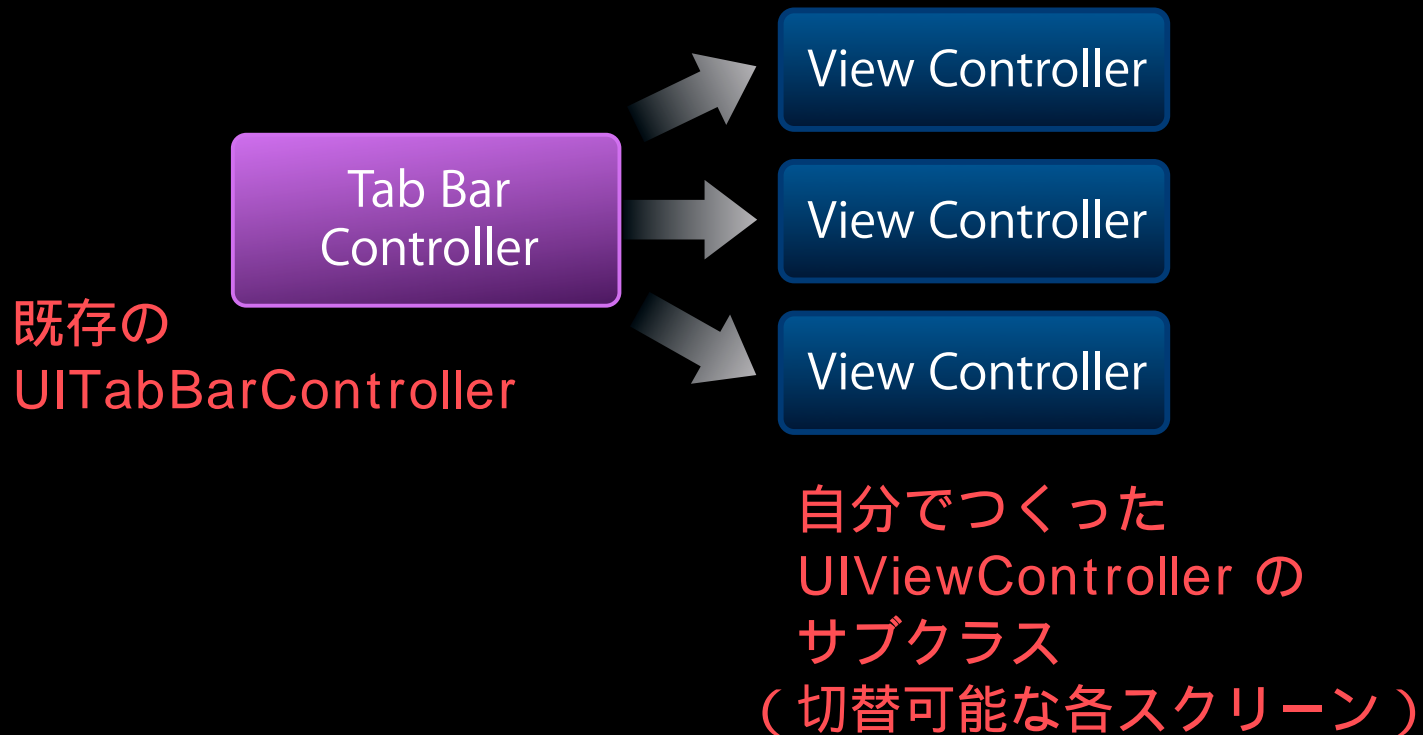 View Controller
Tab Bar
Controller
View Controller
View Controller
既存の
UITabBarController
自分でつくった
UIViewController の
サブクラス
(切替可能な各スクリーン)